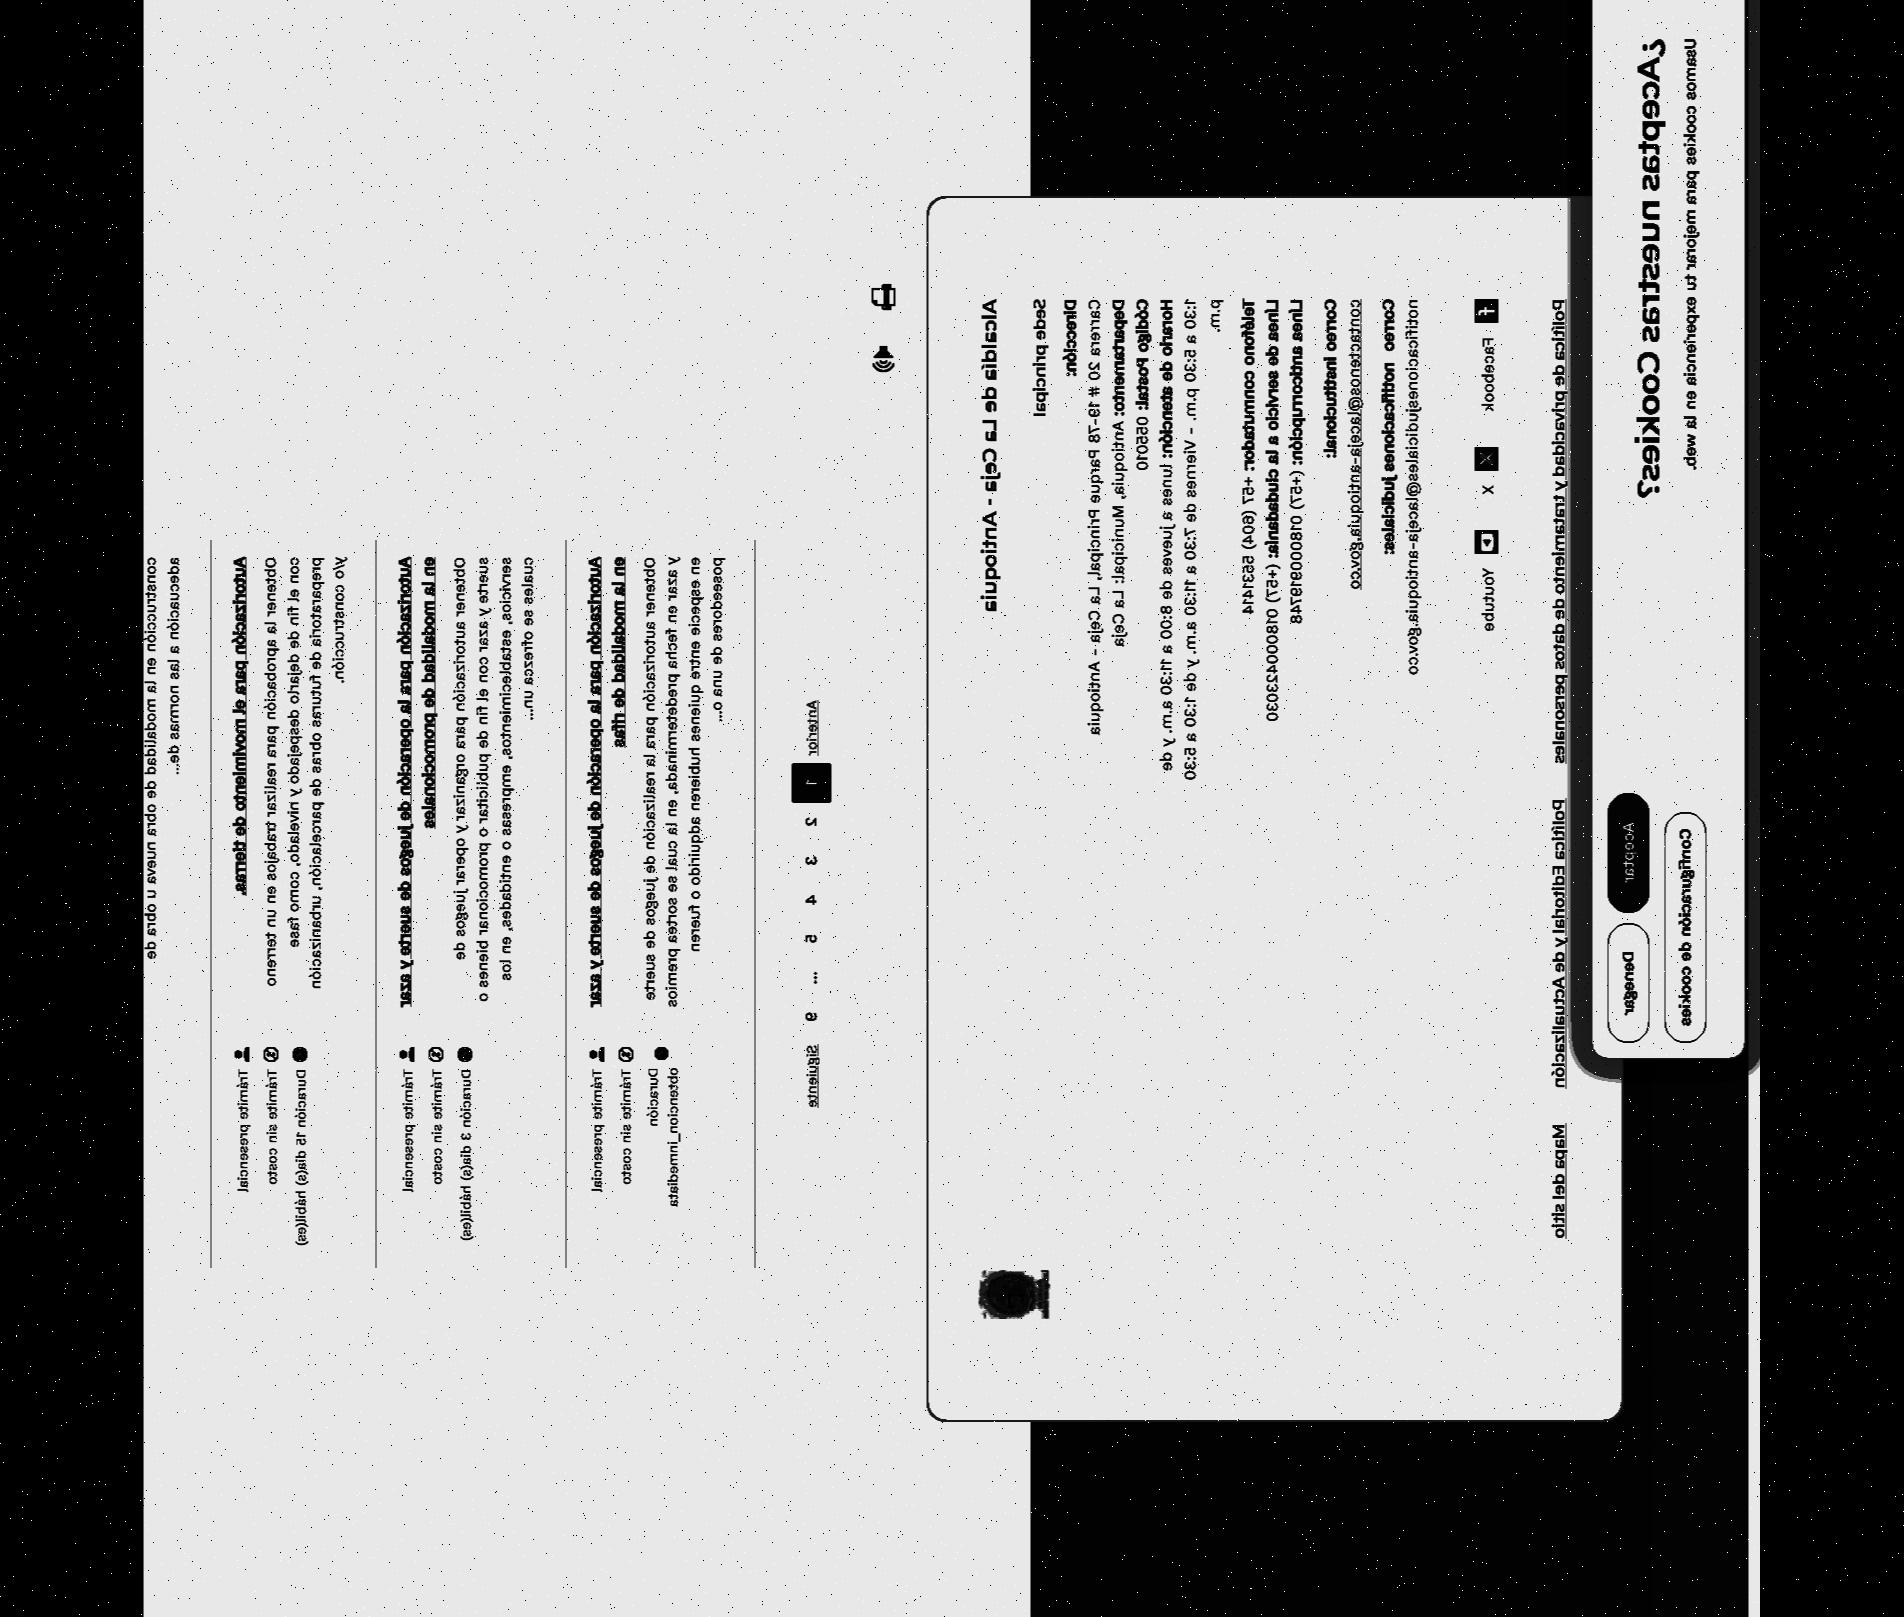 construcción en la modalidad de obra nueva u obra de
adecuación a las normas de...
Autorización para el movimiento de tierras.
Obtener la aprobación para realizar trabajos en un terreno
con el fin de dejarlo despejado y nivelado, como fase
preparatoria de futuras obras de parcelación, urbanización
y/o construcción.
Trámite presencial
Trámite sin costo
Duración 15 día(s) Hábil(es)
Autorización para la operación de juegos de suerte y azar
en la modalidad de promocionales
Obtener autorización para organizar y operar juegos de
suerte y azar con el fin de publicitar o promocionar bienes o
servicios, establecimientos, empresas o entidades, en los
cuales se ofrezca un...
Trámite presencial
Trámite sin costo
Duración 3 día(s) Hábil(es)
Autorización para la operación de juegos de suerte y azar
en la modalidad de rifas
Obtener autorización para la realización de juegos de suerte
y azar en fecha predeterminada, en la cual se sortea premios
en especie entre quienes hubieren adquirido o fueren
poseedores de una o...
Trámite presencial
Trámite sin costo
Duración
obtencion_inmediata
Anterior 1 2 3 4 5 ... 9 Siguiente
Alcaldía de La Ceja - Antioquia
Sede principal
Dirección:
Carrera 20 # 19-78 Parque Principal, La Ceja - Antioquia
Departamento: Antioquia, Municipal: La Ceja
Código Postal: 055010
Horario de atención: lunes a jueves de 8:00 a 11:30 a.m. y de
1:30 a 5:30 p.m. - Viernes de 7:30 a 11:30 a.m. y de 1:30 a 5:30
p.m.
Teléfono conmutador: +57 (604) 553 1414
Línea de servicio a la ciudadanía: (+57) 018000423030
Línea anticorrupción: (+57) 01800091 9748
Correo institucional:
contactenos@laceja-antioquia.gov.co
Correo notificaciones judiciales:
notificacionesjudiciales@laceja-antioquia.gov.co
Facebook X Youtube
Políticas de privacidad y tratamiento de datos personales
Política Editorial y de Actualización
Mapa del sitio
¿Aceptas nuestras Cookies?
Usamos cookies para mejorar tu experiencia en la web.
Aceptar
Denegar
Configuración de cookies